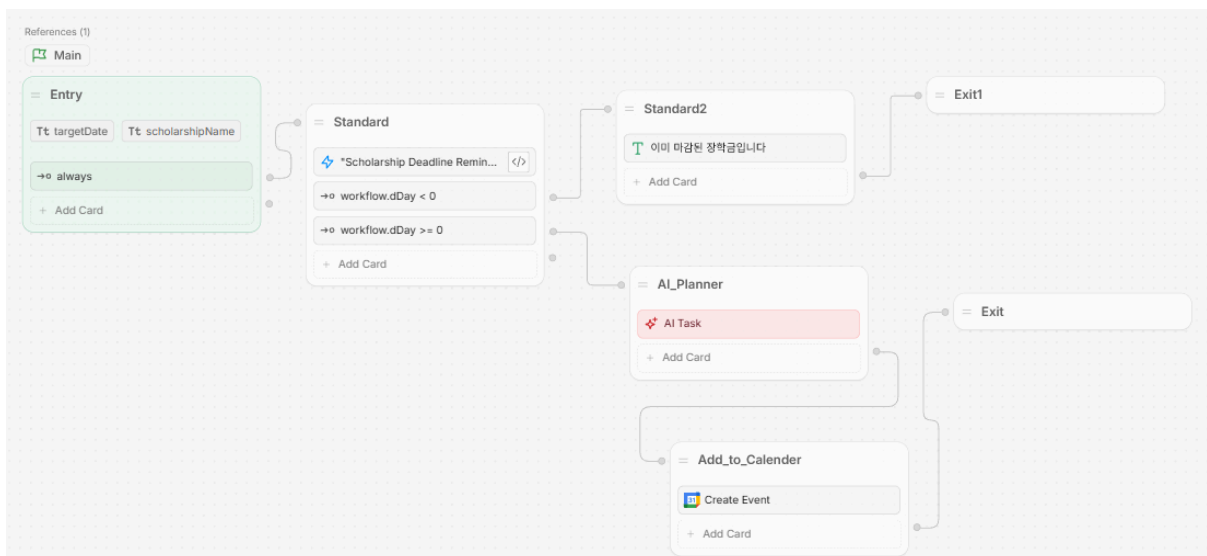 References (1)
Main
Entry
Tt targetDate
Tt scholarshipName
always
+ Add Card
Standard
"Scholarship Deadline Remin... </>
workflow.dDay < 0
workflow.dDay >= 0
+ Add Card
Standard2
T 이미 마감된 장학금입니다
+ Add Card
Exit1
AI_Planner
AI Task
+ Add Card
Exit
Add_to_Calender
31 Create Event
+ Add Card